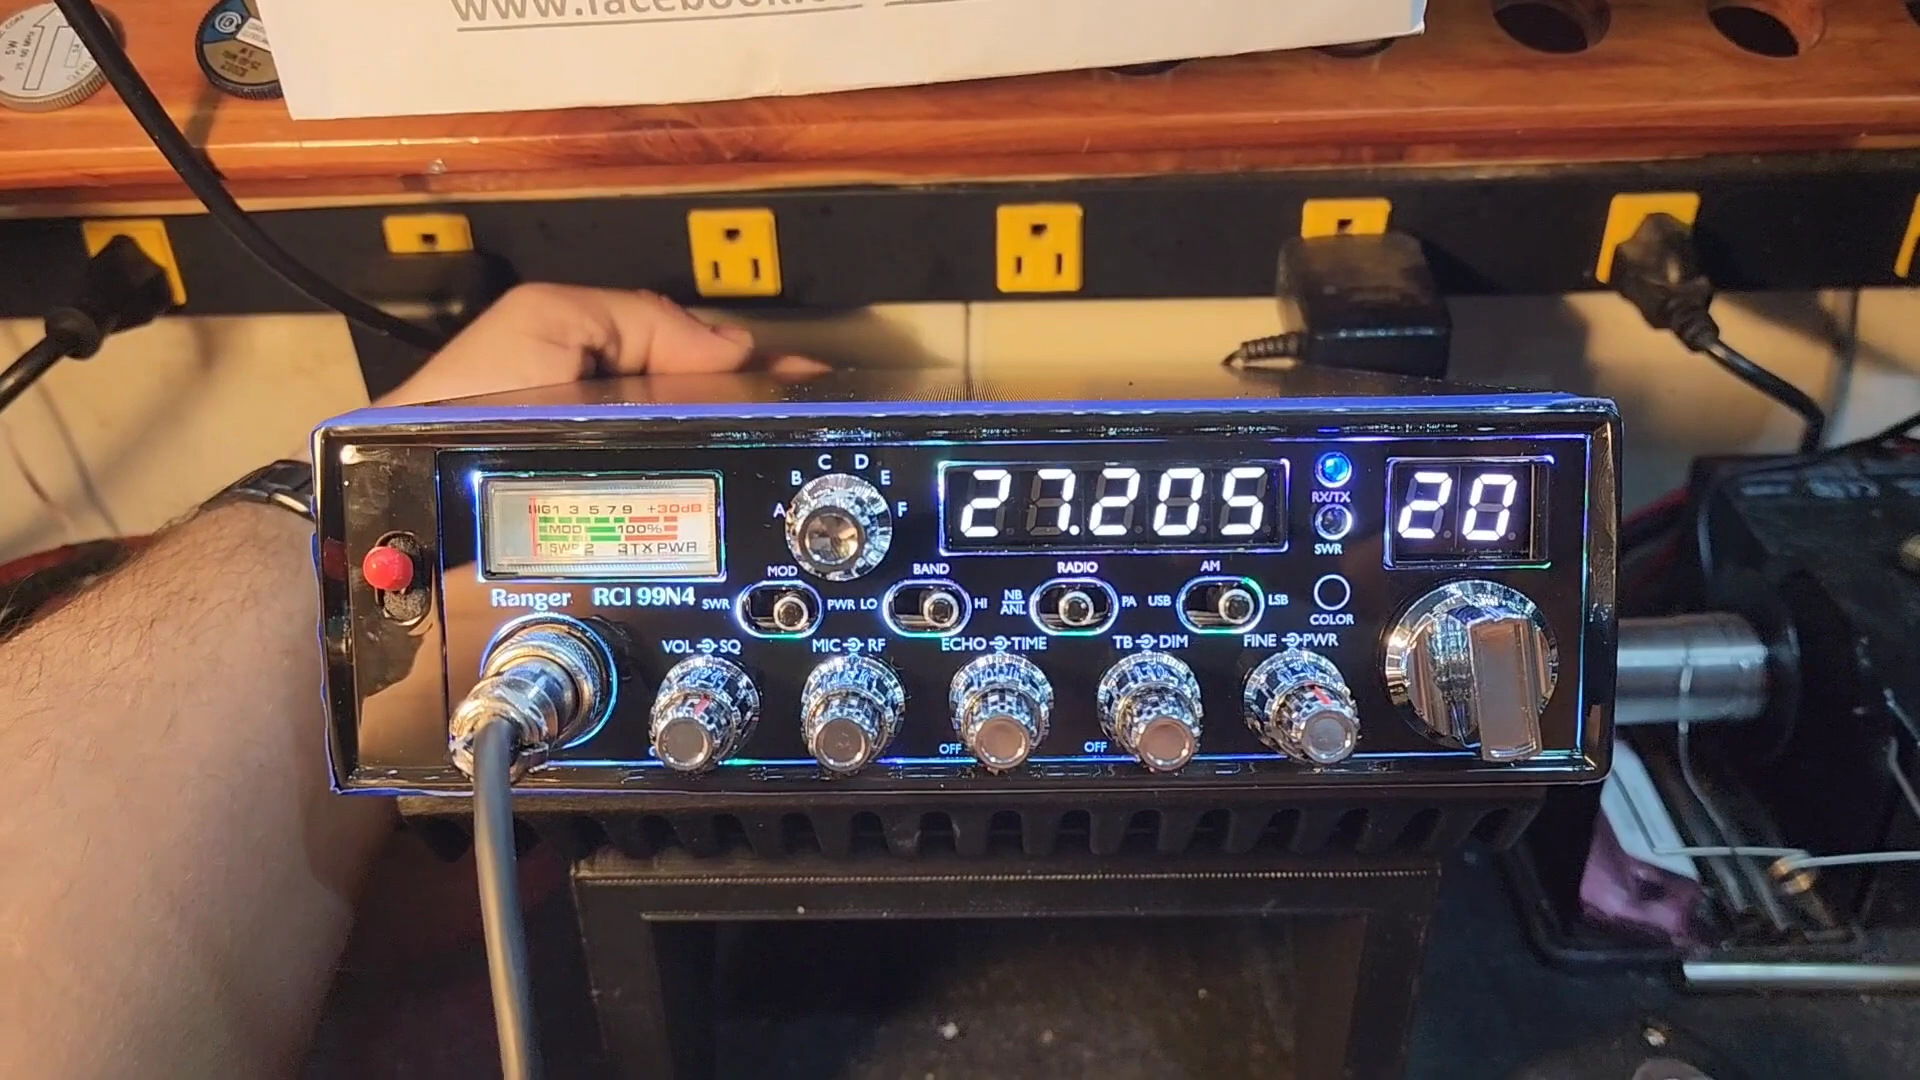 www.facebook.
5W
C
D
B
E
A
F
27.205
20
RX/TX
SWR
SIG1 3 5 7 9 +30dB
MOD 100%
1 SWR 2 3 TX PWR
Ranger RCI 99N4
MOD
SWR
PWR
BAND
LO
HI
RADIO
NB
ANL
PA
AM
USB
LSB
COLOR
VOL SQ
MIC RF
ECHO TIME
TB DIM
FINE PWR
OFF
OFF